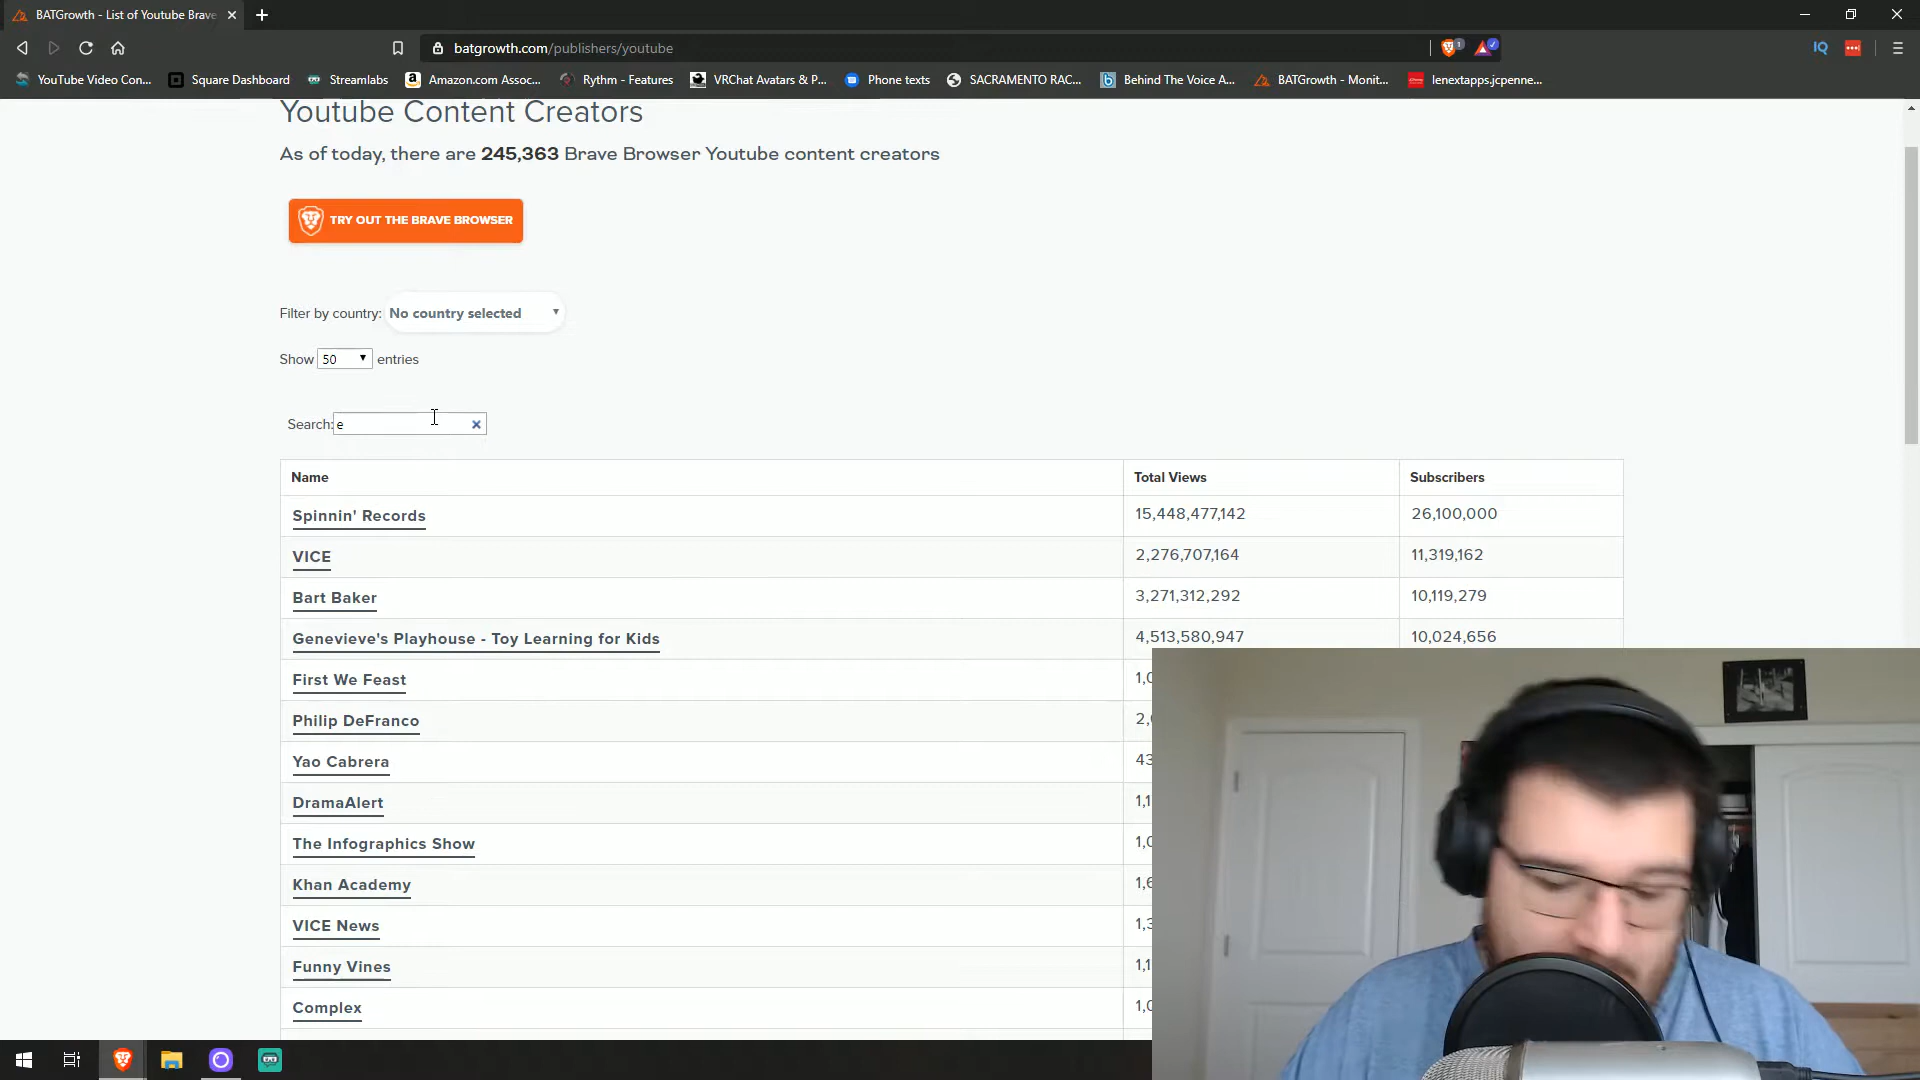 BATGrowth - List of Youtube Brave
batgrowth.com/publishers/youtube
YouTube Video Con...
Square Dashboard
Streamlabs
Amazon.com Assoc...
Rythm - Features
VRChat Avatars & P...
Phone texts
SACRAMENTO RAC...
Behind The Voice A...
BATGrowth - Monit...
lenextapps.jcpenne...
Youtube Content Creators
As of today, there are 245,363 Brave Browser Youtube content creators
TRY OUT THE BRAVE BROWSER
Filter by country: No country selected
Show 50 entries
Search: e
Name Total Views Subscribers
Spinnin' Records 15,448,477,142 26,100,000
VICE 2,276,707,164 11,319,162
Bart Baker 3,271,312,292 10,119,279
Genevieve's Playhouse - Toy Learning for Kids 4,513,580,947 10,024,656
First We Feast
Philip DeFranco
Yao Cabrera
DramaAlert
The Infographics Show
Khan Academy
VICE News
Funny Vines
Complex